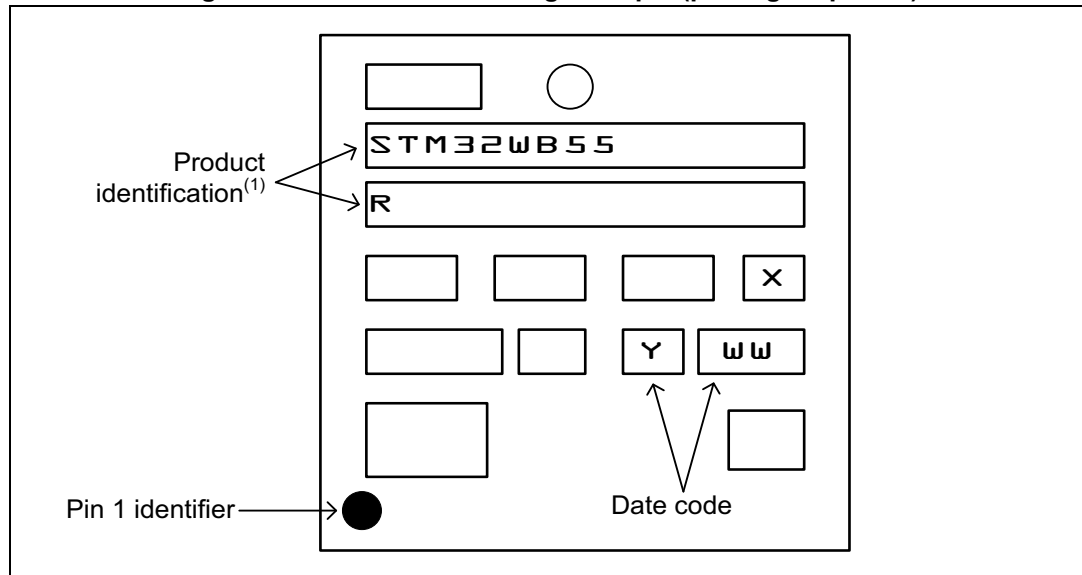 STM32WB55
Product
identification(1)
R
X
Y WW
Pin 1 identifier
Date code